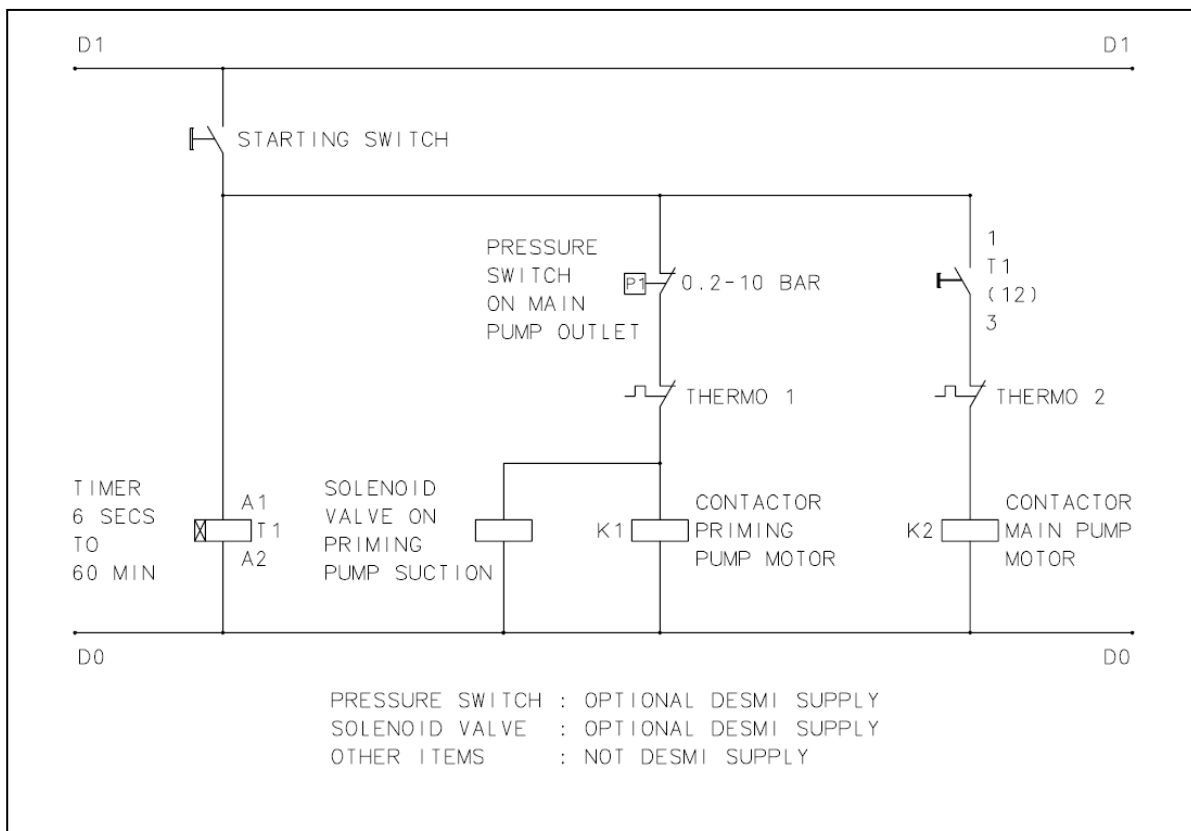 D1
D1
STARTING SWITCH
PRESSURE
SWITCH
ON MAIN
PUMP OUTLET
P1
0.2-10 BAR
1
T1
(12)
3
THERMO 1
THERMO 2
TIMER
6 SECS
TO
60 MIN
A1
T1
A2
SOLENOID
VALVE ON
PRIMING
PUMP SUCTION
K1
CONTACTOR
PRIMING
PUMP MOTOR
K2
CONTACTOR
MAIN PUMP
MOTOR
D0
D0
PRESSURE SWITCH : OPTIONAL DESMI SUPPLY
SOLENOID VALVE : OPTIONAL DESMI SUPPLY
OTHER ITEMS : NOT DESMI SUPPLY